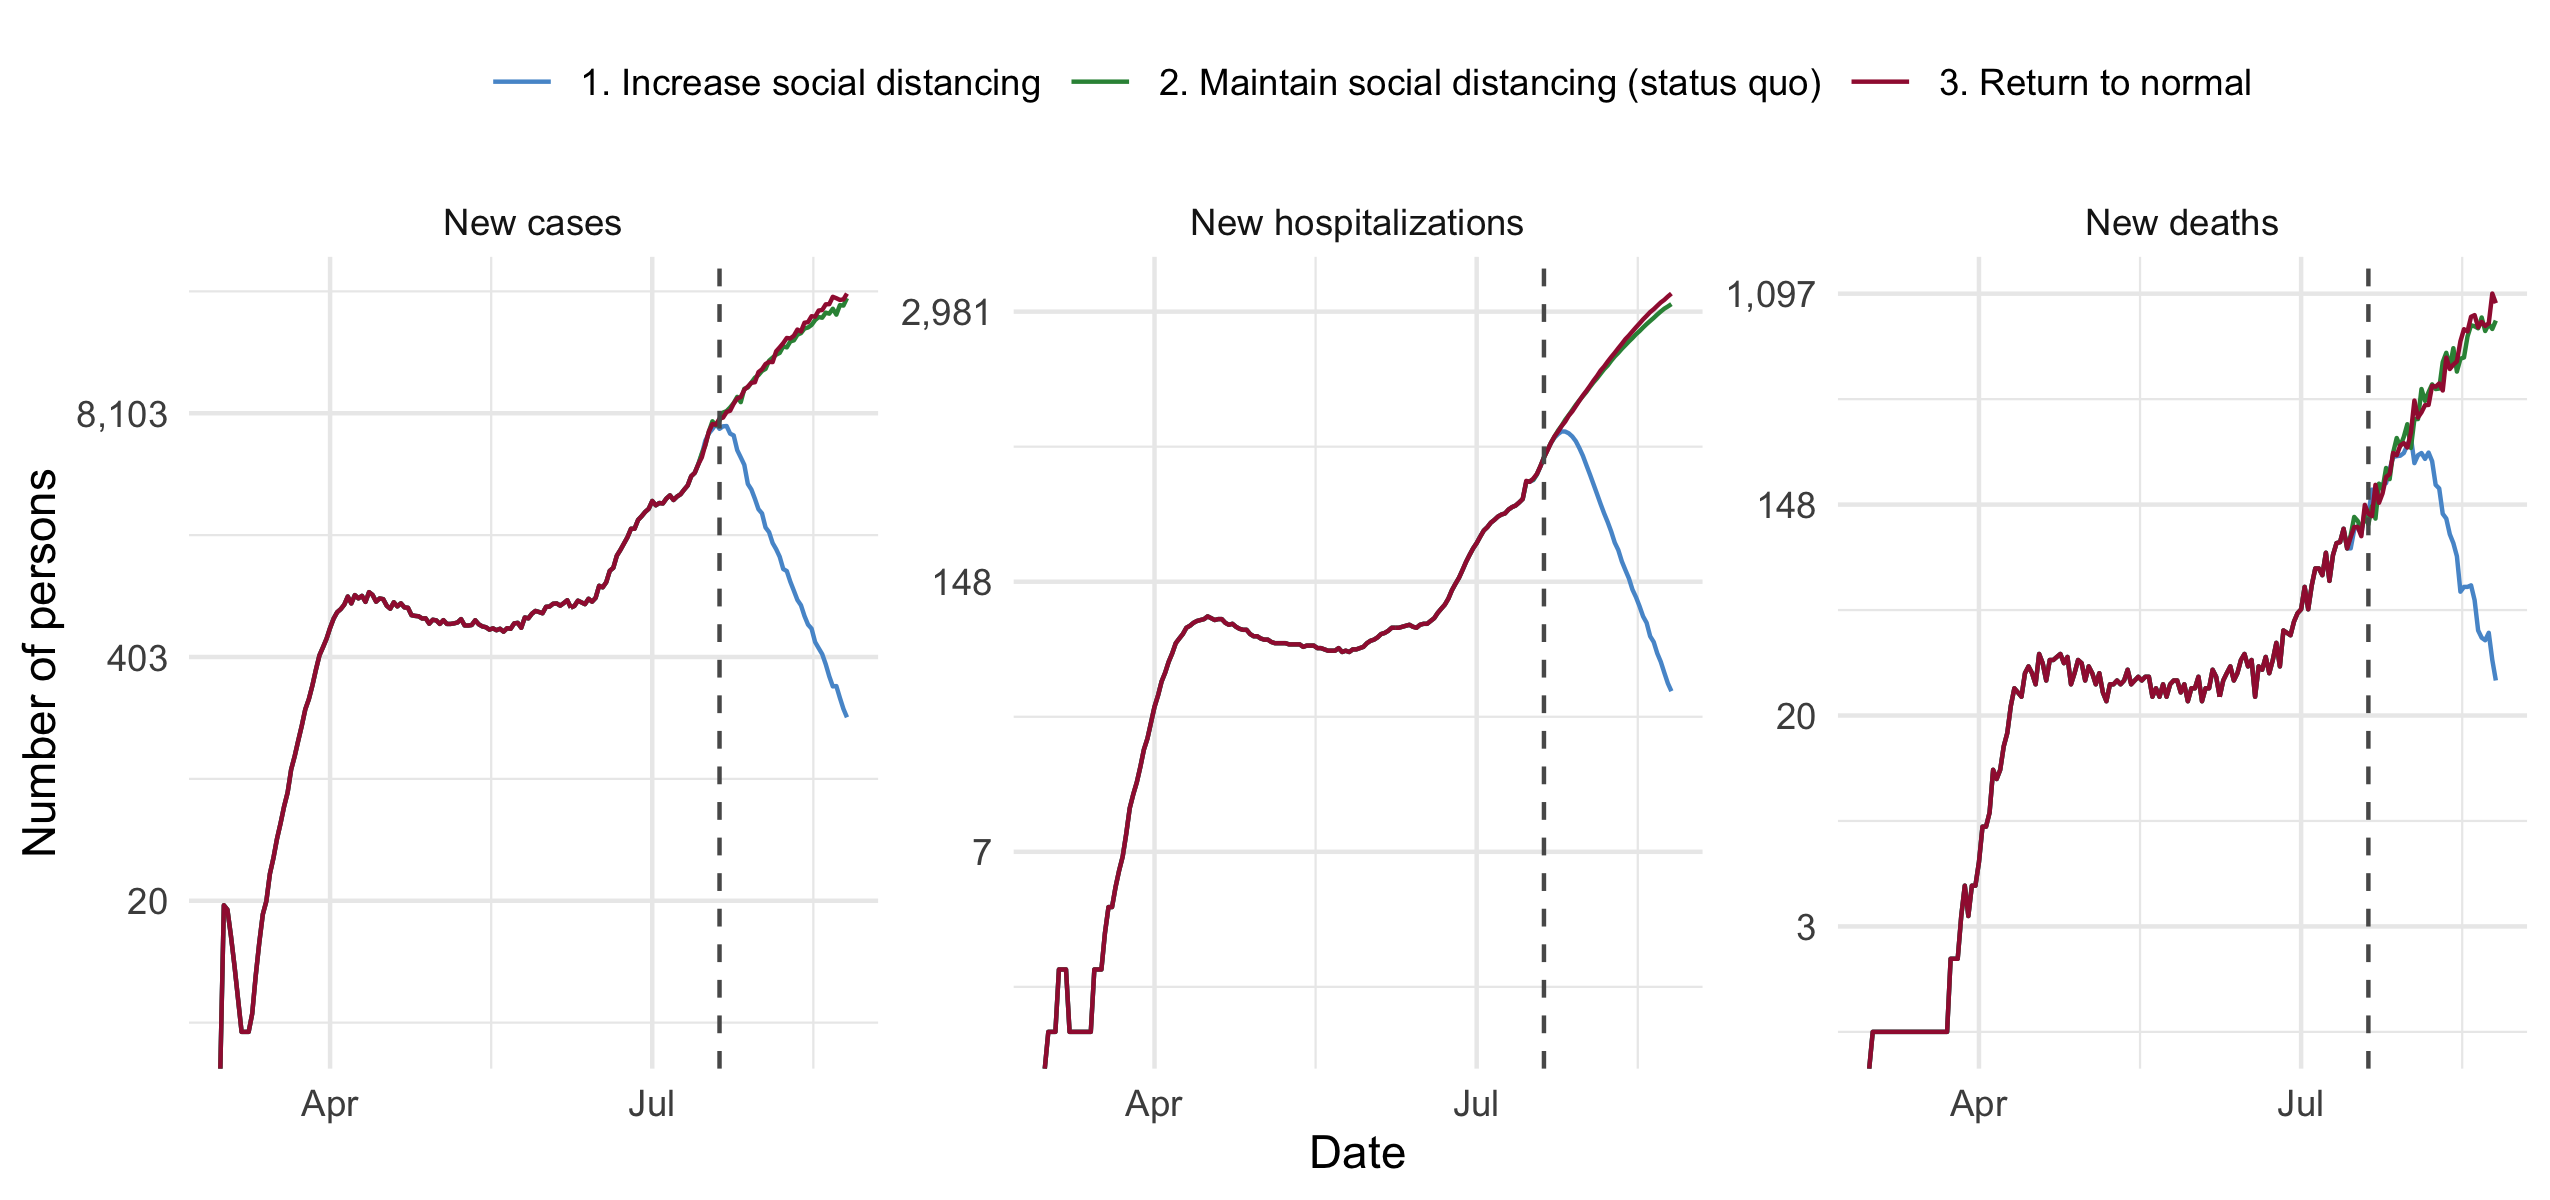 1. Increase social distancing 2. Maintain social distancing (status quo) 3. Return to normal
New cases New hospitalizations New deaths
Number of persons
8,103
403
20
2,981
148
7
1,097
148
20
3
Apr Jul Apr Jul Apr Jul
Date